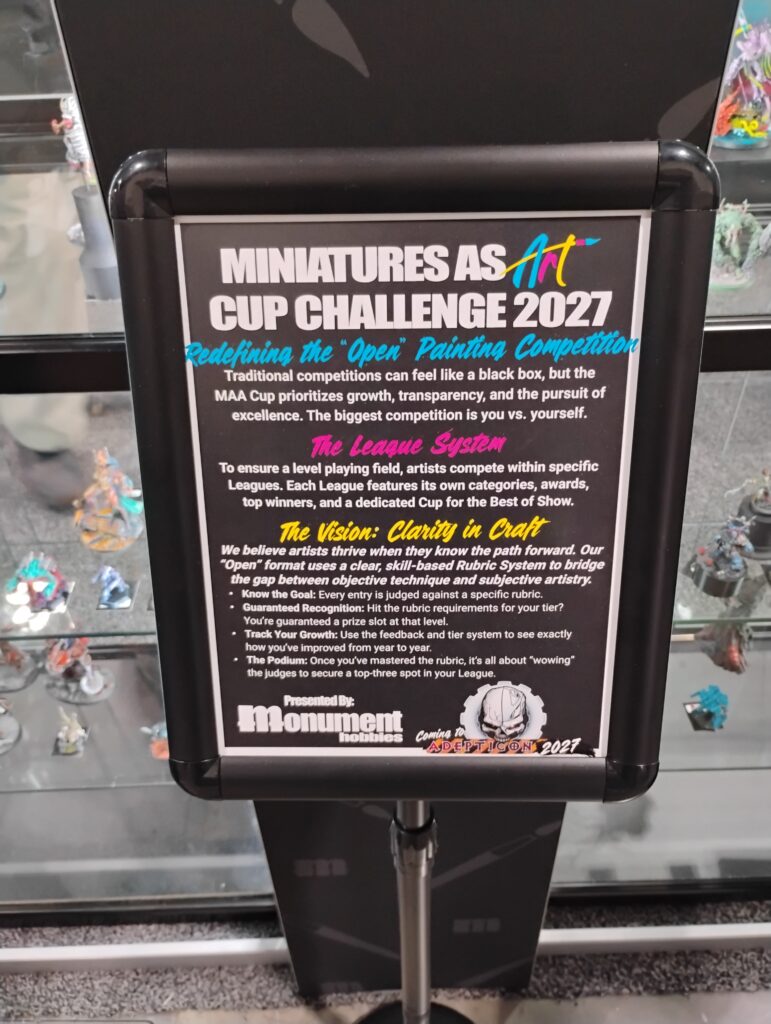 MINIATURES AS Art
CUP CHALLENGE 2027
Redefining the "Open" Painting Competition
Traditional competitions can feel like a black box, but the
MAA Cup prioritizes growth, transparency, and the pursuit of
excellence. The biggest competition is you vs. yourself.
The League System
To ensure a level playing field, artists compete within specific
Leagues. Each League features its own categories, awards,
top winners, and a dedicated Cup for the Best of Show.
The Vision: Clarity in Craft
We believe artists thrive when they know the path forward. Our
"Open" format uses a clear, skill-based Rubric System to bridge
the gap between objective technique and subjective artistry.
• Know the Goal: Every entry is judged against a specific rubric.
• Guaranteed Recognition: Hit the rubric requirements for your tier?
You're guaranteed a prize slot at that level.
• Track Your Growth: Use the feedback and tier system to see exactly
how you've improved from year to year.
• The Podium: Once you've mastered the rubric, it's all about "wowing"
the judges to secure a top-three spot in your League.
Presented By:
Monument
hobbies
Coming to
ADEPTICON 2027